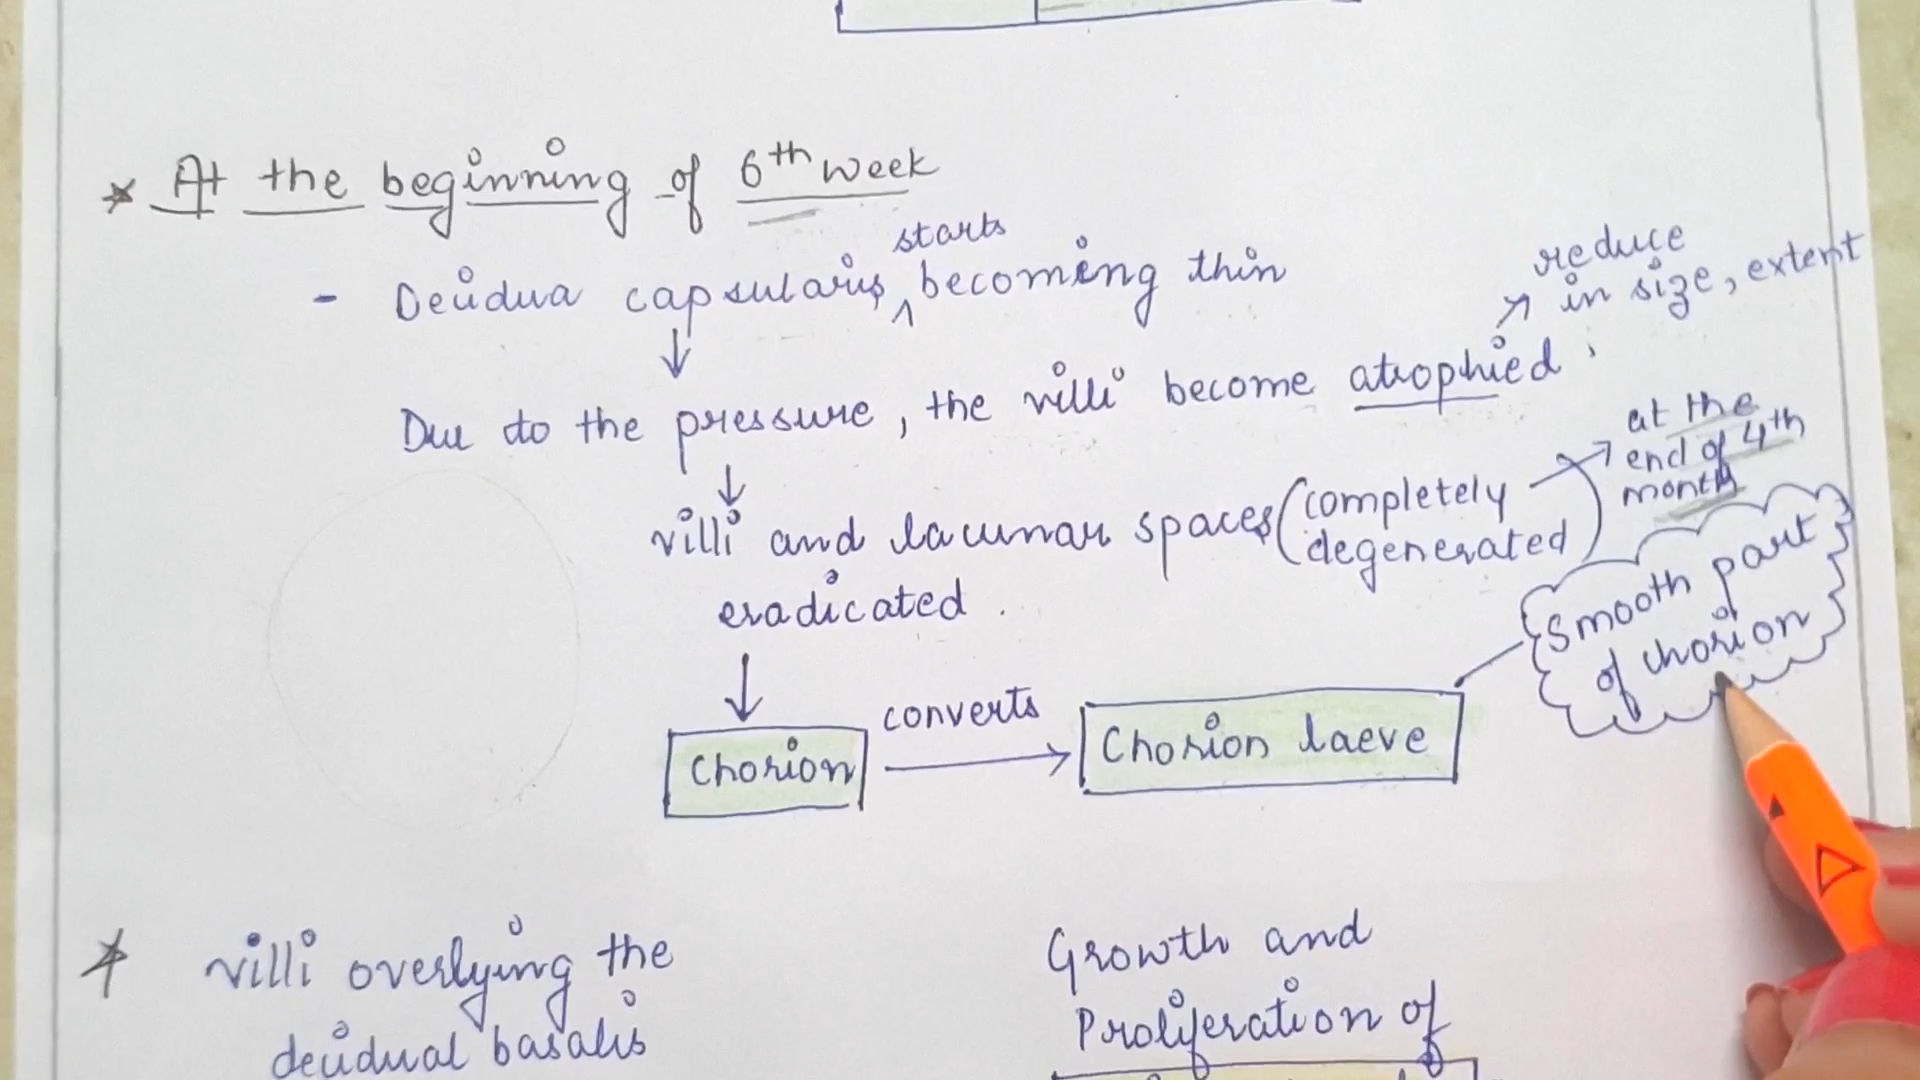 * At the beginning of 6th week
- Decidua capsularis, starts becoming thin
↓
Due to the pressure, the villi become atrophied.
↗ reduce
in size, extent
↓
villi and lacunar spaces (completely
degenerated)
→ at the
end of 4th
month
eradicated.
↓
Chorion
converts
→
Chorion laeve
Smooth part
of chorion
* villi overlying the
decidual basalis
Growth and
Proliferation of